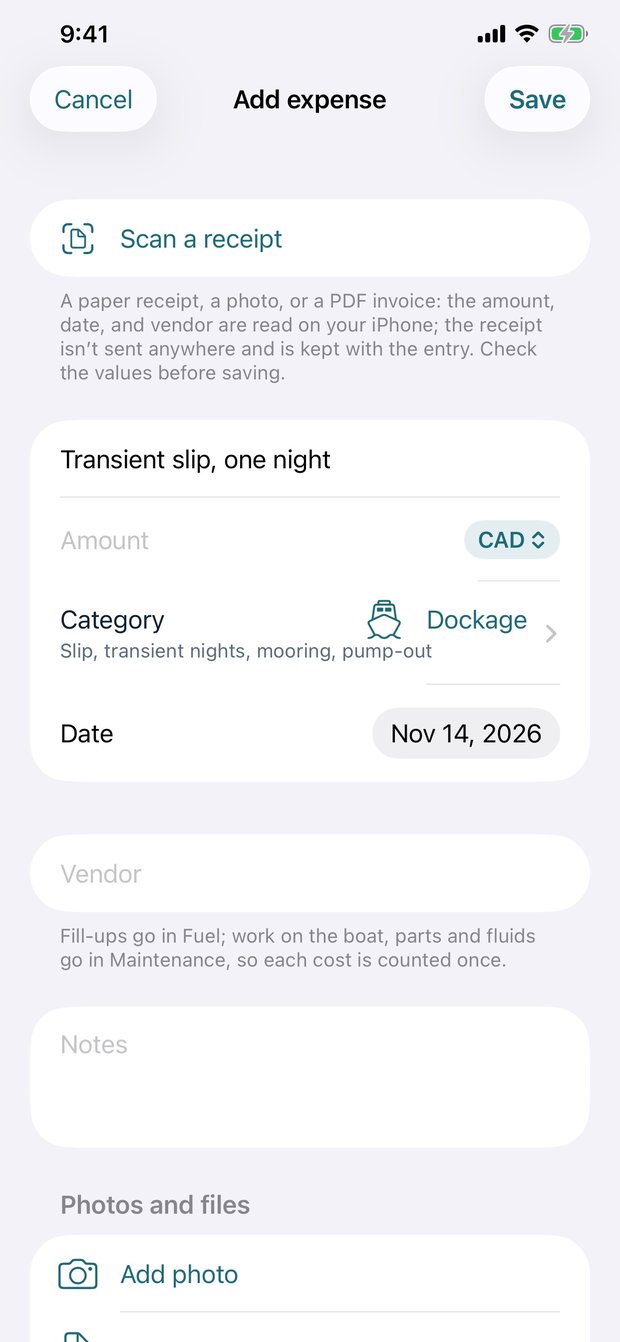 9:41
Cancel
Add expense
Save
Scan a receipt
A paper receipt, a photo, or a PDF invoice: the amount,
date, and vendor are read on your iPhone; the receipt
isn’t sent anywhere and is kept with the entry. Check
the values before saving.
Transient slip, one night
Amount
CAD
Category
Dockage
Slip, transient nights, mooring, pump-out
Date
Nov 14, 2026
Vendor
Fill-ups go in Fuel; work on the boat, parts and fluids
go in Maintenance, so each cost is counted once.
Notes
Photos and files
Add photo